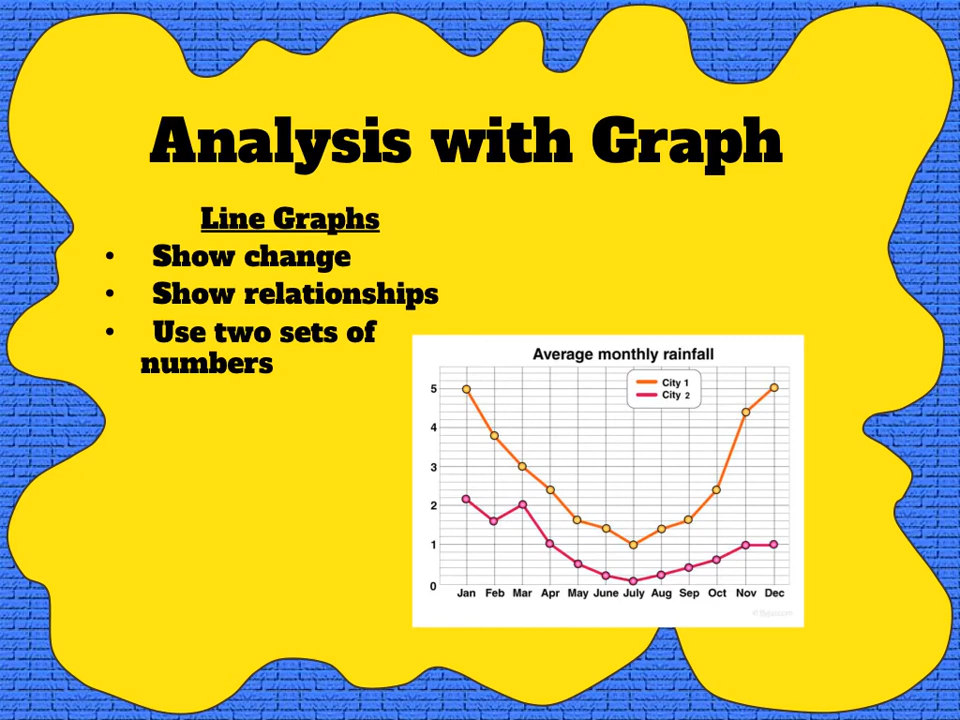 Analysis with Graph
Line Graphs
• Show change
• Show relationships
• Use two sets of
numbers
Average monthly rainfall
City 1
City 2
5
4
3
2
1
0
Jan Feb Mar Apr May June July Aug Sep Oct Nov Dec